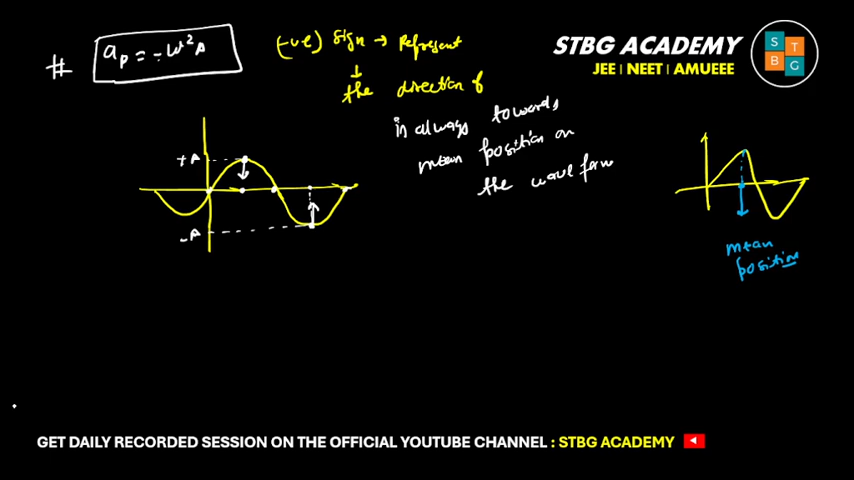 # aₚ = -ω²A
(-ve) Sign → Represent
the direction of
is always towards
mean position on
the wave form
STBG ACADEMY
JEE | NEET | AMUEEE
S T
B G
+A
-A
mean
position
GET DAILY RECORDED SESSION ON THE OFFICIAL YOUTUBE CHANNEL : STBG ACADEMY